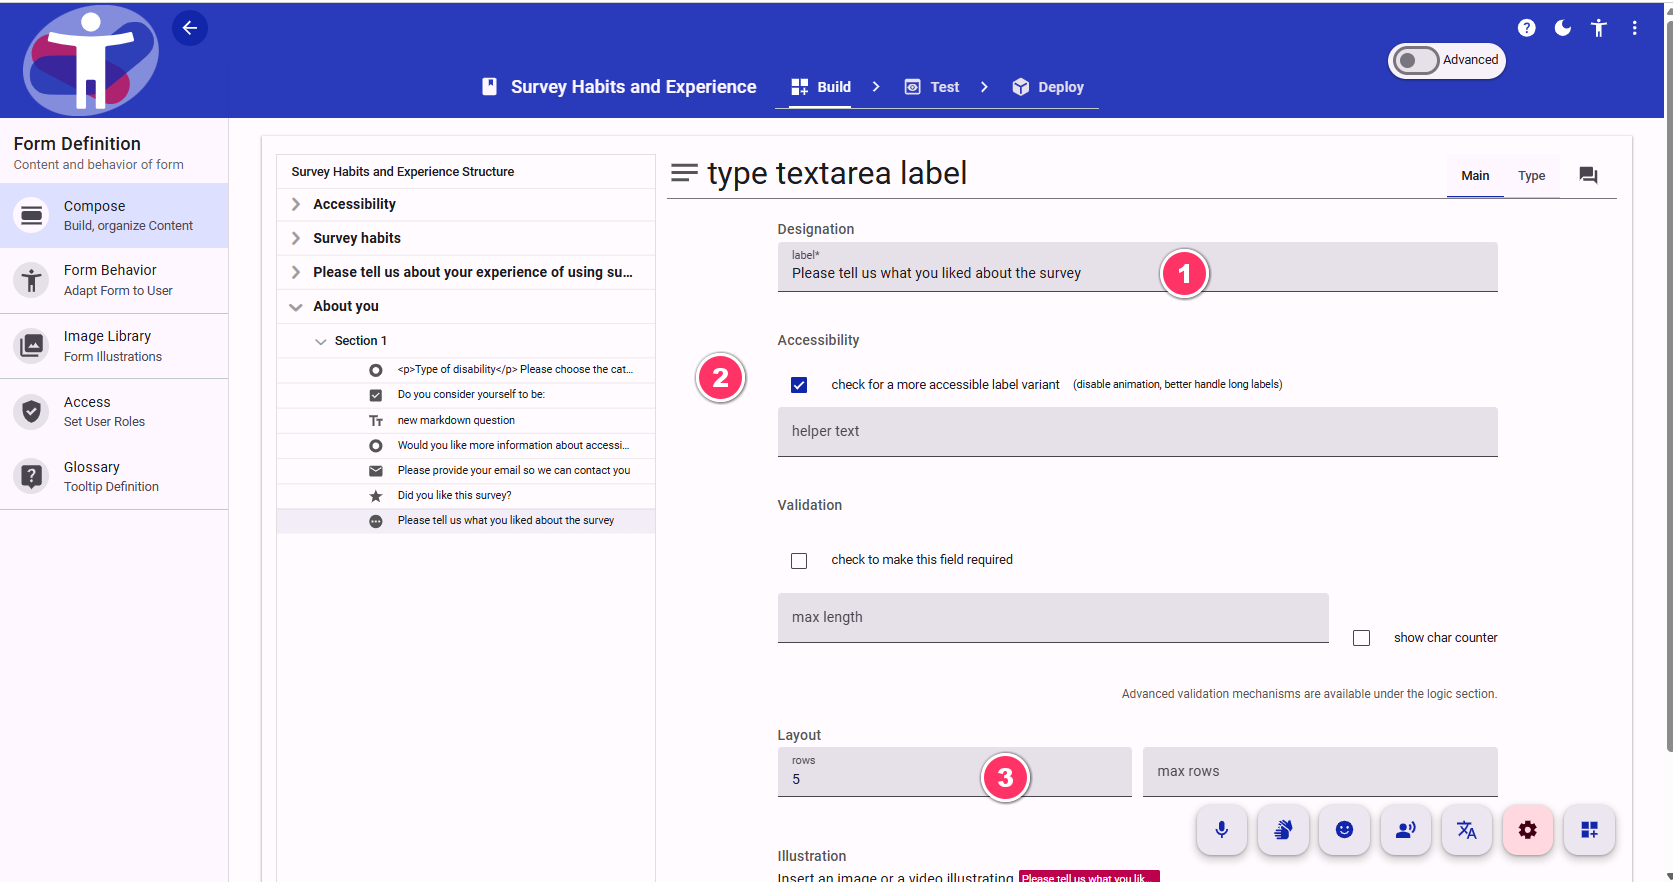 Advanced
Survey Habits and Experience
Build
Test
Deploy
Form Definition
Content and behavior of form
Compose
Build, organize Content
Form Behavior
Adapt Form to User
Image Library
Form Illustrations
Access
Set User Roles
Glossary
Tooltip Definition
Survey Habits and Experience Structure
Accessibility
Survey habits
Please tell us about your experience of using su...
About you
Section 1
<p>Type of disability</p> Please choose the cat...
Do you consider yourself to be:
new markdown question
Would you like more information about accessi...
Please provide your email so we can contact you
Did you like this survey?
Please tell us what you liked about the survey
type textarea label
Main
Type
Designation
label*
Please tell us what you liked about the survey
1
Accessibility
2
check for a more accessible label variant (disable animation, better handle long labels)
helper text
Validation
check to make this field required
max length
show char counter
Advanced validation mechanisms are available under the logic section.
Layout
rows
5
3
max rows
Illustration
Insert an image or a video illustrating Please tell us what you lik...